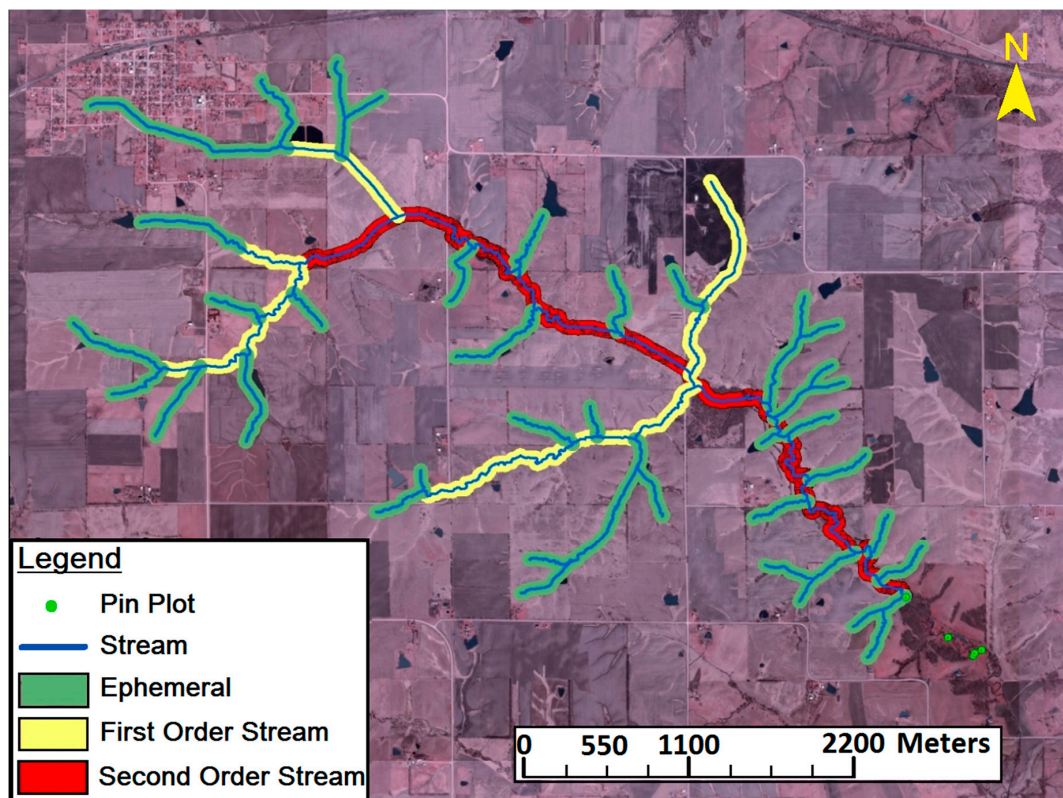 N
Legend
Pin Plot
Stream
Ephemeral
First Order Stream
Second Order Stream
0 550 1100 2200 Meters